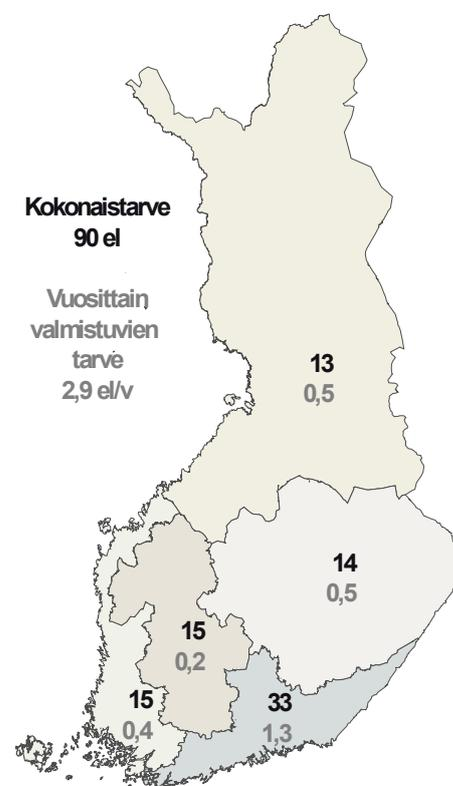 Kokonaistarve
90 el
Vuosittain
valmistuvien
tarve
2,9 el/v
13
0,5
14
0,5
15
0,2
15
0,4
33
1,3